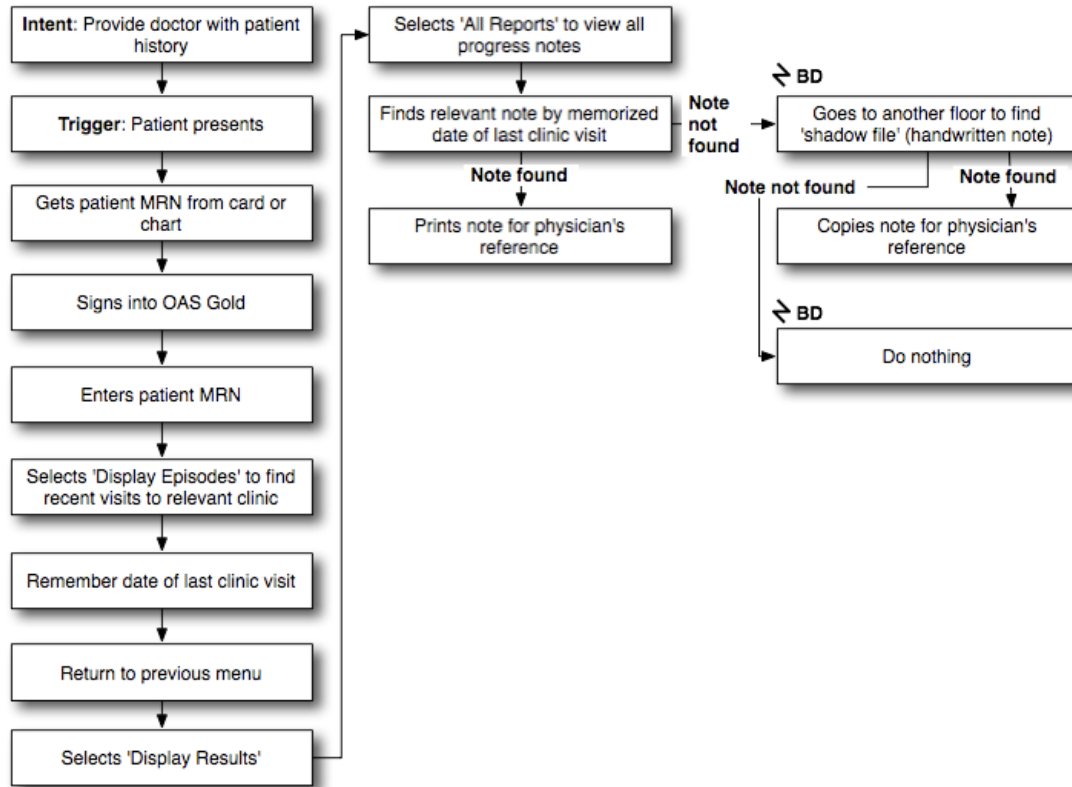 Intent: Provide doctor with patient
history
Trigger: Patient presents
Gets patient MRN from card or
chart
Signs into OAS Gold
Enters patient MRN
Selects 'Display Episodes' to find
recent visits to relevant clinic
Remember date of last clinic visit
Return to previous menu
Selects 'Display Results'
Selects 'All Reports' to view all
progress notes
Finds relevant note by memorized
date of last clinic visit
Note found
Prints note for physician's
reference
Note
not
found
BD
Goes to another floor to find
'shadow file' (handwritten note)
Note not found
Note found
Copies note for physician's
reference
BD
Do nothing